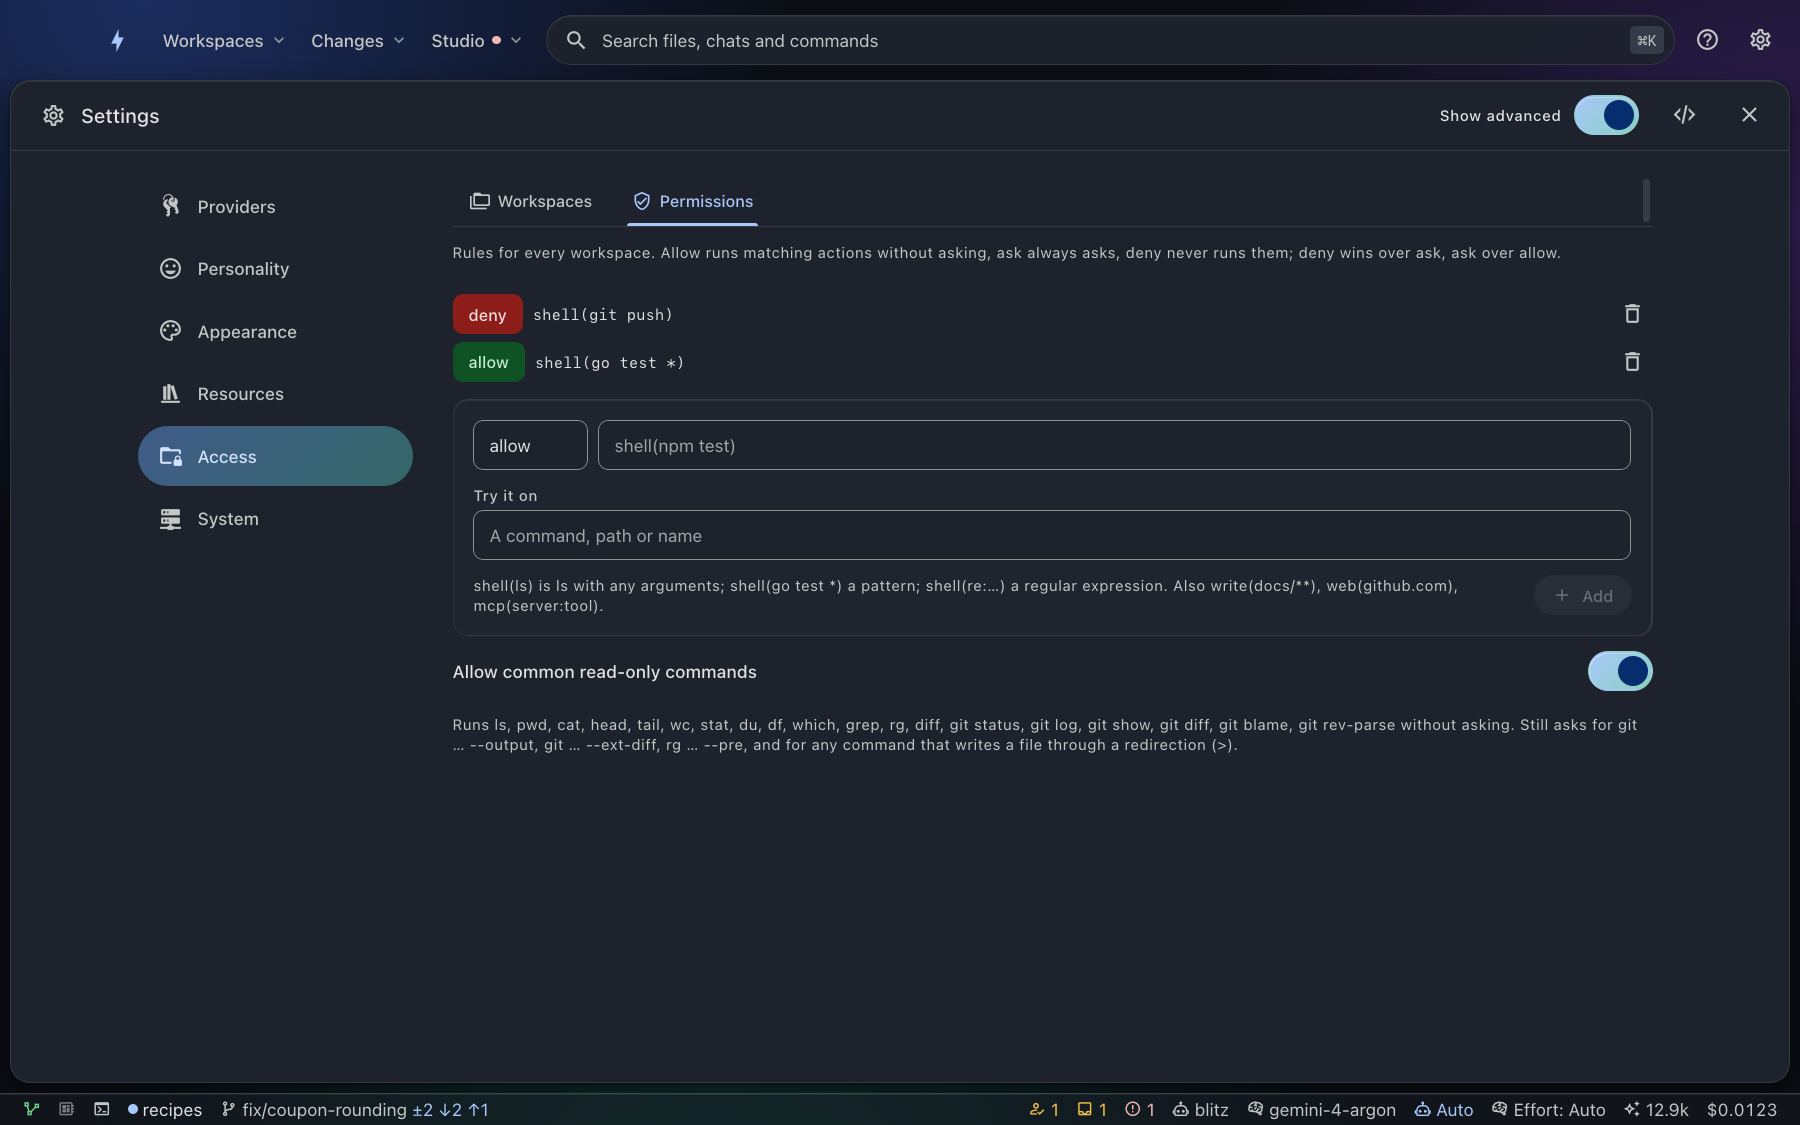 Workspaces
Changes
Studio
Search files, chats and commands
⌘K
Settings
Show advanced
Providers
Personality
Appearance
Resources
Access
System
Workspaces
Permissions
Rules for every workspace. Allow runs matching actions without asking, ask always asks, deny never runs them; deny wins over ask, ask over allow.
deny shell(git push)
allow shell(go test *)
allow
shell(npm test)
Try it on
A command, path or name
shell(ls) is ls with any arguments; shell(go test *) a pattern; shell(re:…) a regular expression. Also write(docs/**), web(github.com),
mcp(server:tool).
+ Add
Allow common read-only commands
Runs ls, pwd, cat, head, tail, wc, stat, du, df, which, grep, rg, diff, git status, git log, git show, git diff, git blame, git rev-parse without asking. Still asks for git
… --output, git … --ext-diff, rg … --pre, and for any command that writes a file through a redirection (>).
recipes
fix/coupon-rounding ±2 ↓2 ↑1
1
1
1
blitz
gemini-4-argon
Auto
Effort: Auto
12.9k
$0.0123